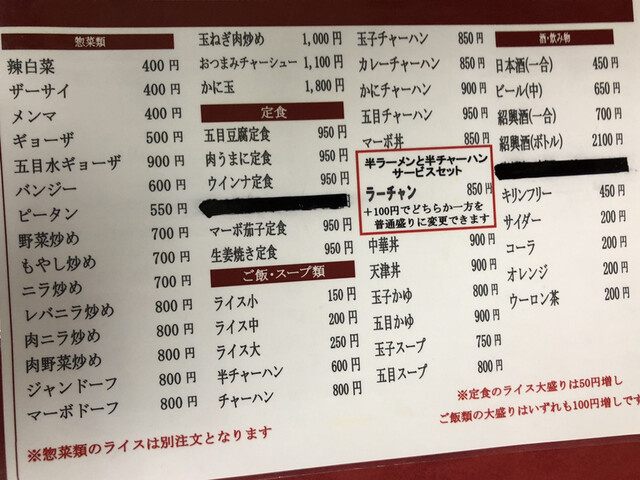 惣菜類
辣白菜 400円
ザーサイ 400円
メンマ 400円
ギョーザ 500円
五目水ギョーザ 900円
バンジー 600円
ピータン 550円
野菜炒め 700円
もやし炒め 700円
ニラ炒め 700円
レバニラ炒め 800円
肉ニラ炒め 800円
肉野菜炒め 800円
ジャンドーフ 800円
マーボドーフ 800円
※惣菜類のライスは別注文となります
玉ねぎ肉炒め 1,000円
おつまみチャーシュー 1,100円
かに玉 1,800円
定食
五目豆腐定食 950円
肉うまに定食 950円
ウインナ定食 950円
マーボ茄子定食 950円
生姜焼き定食 950円
ご飯・スープ類
ライス小 150円
ライス中 200円
ライス大 250円
半チャーハン 600円
チャーハン 800円
玉子チャーハン 850円
カレーチャーハン 850円
かにチャーハン 900円
五目チャーハン 950円
マーボ丼 850円
半ラーメンと半チャーハン
サービスセット
ラーチャン 850円
＋100円でどちらか一方を
普通盛りに変更できます
中華丼 900円
天津丼 900円
玉子かゆ 800円
五目かゆ 900円
玉子スープ 750円
五目スープ 800円
酒・飲み物
日本酒(一合) 450円
ビール(中) 650円
紹興酒(一合) 700円
紹興酒(ボトル) 2100円
キリンフリー 450円
サイダー 200円
コーラ 200円
オレンジ 200円
ウーロン茶 200円
※定食のライス大盛りは50円増し
ご飯類の大盛りはいずれも100円増しです